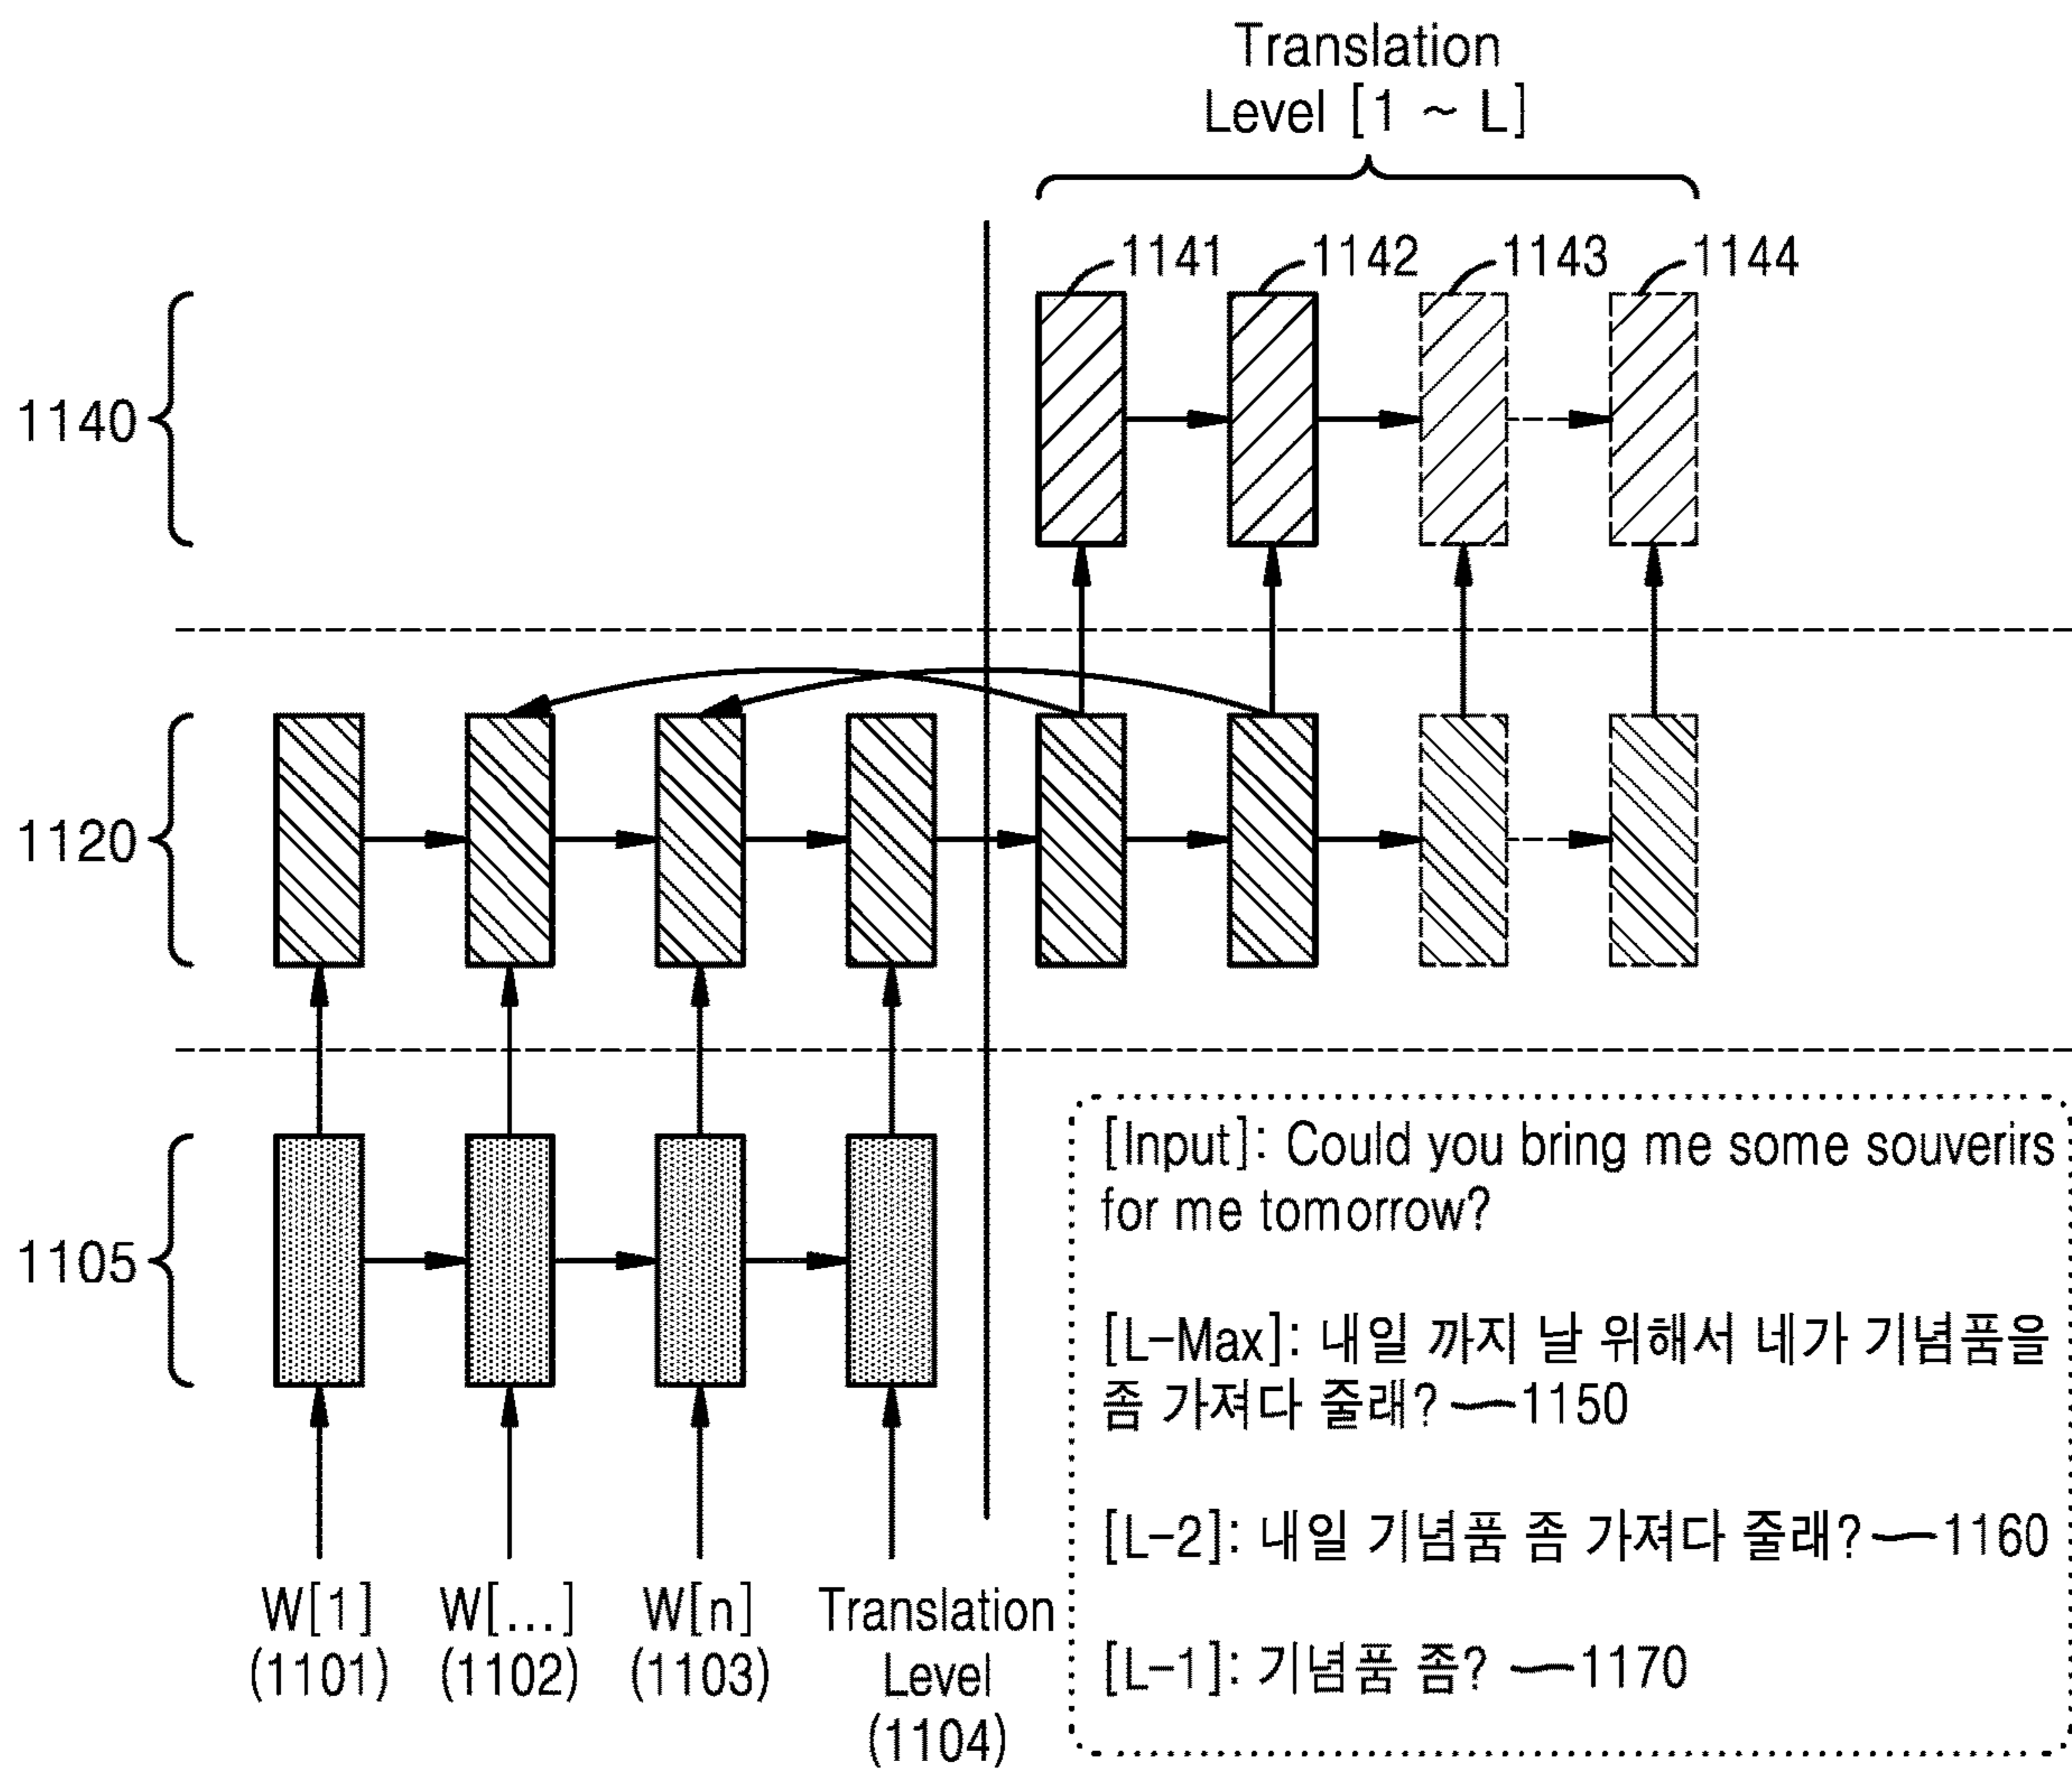 Translation
Level [1 ~ L]
1141
1142
1143
1144
1140
1120
1105
W[1]
(1101)
W[...]
(1102)
W[n]
(1103)
Translation
Level
(1104)
[Input]: Could you bring me some souverirs
for me tomorrow?
[L-Max]: 내일 까지 날 위해서 네가 기념품을
좀 가져다 줄래? 1150
[L-2]: 내일 기념품 좀 가져다 줄래? 1160
[L-1]: 기념품 좀? 1170